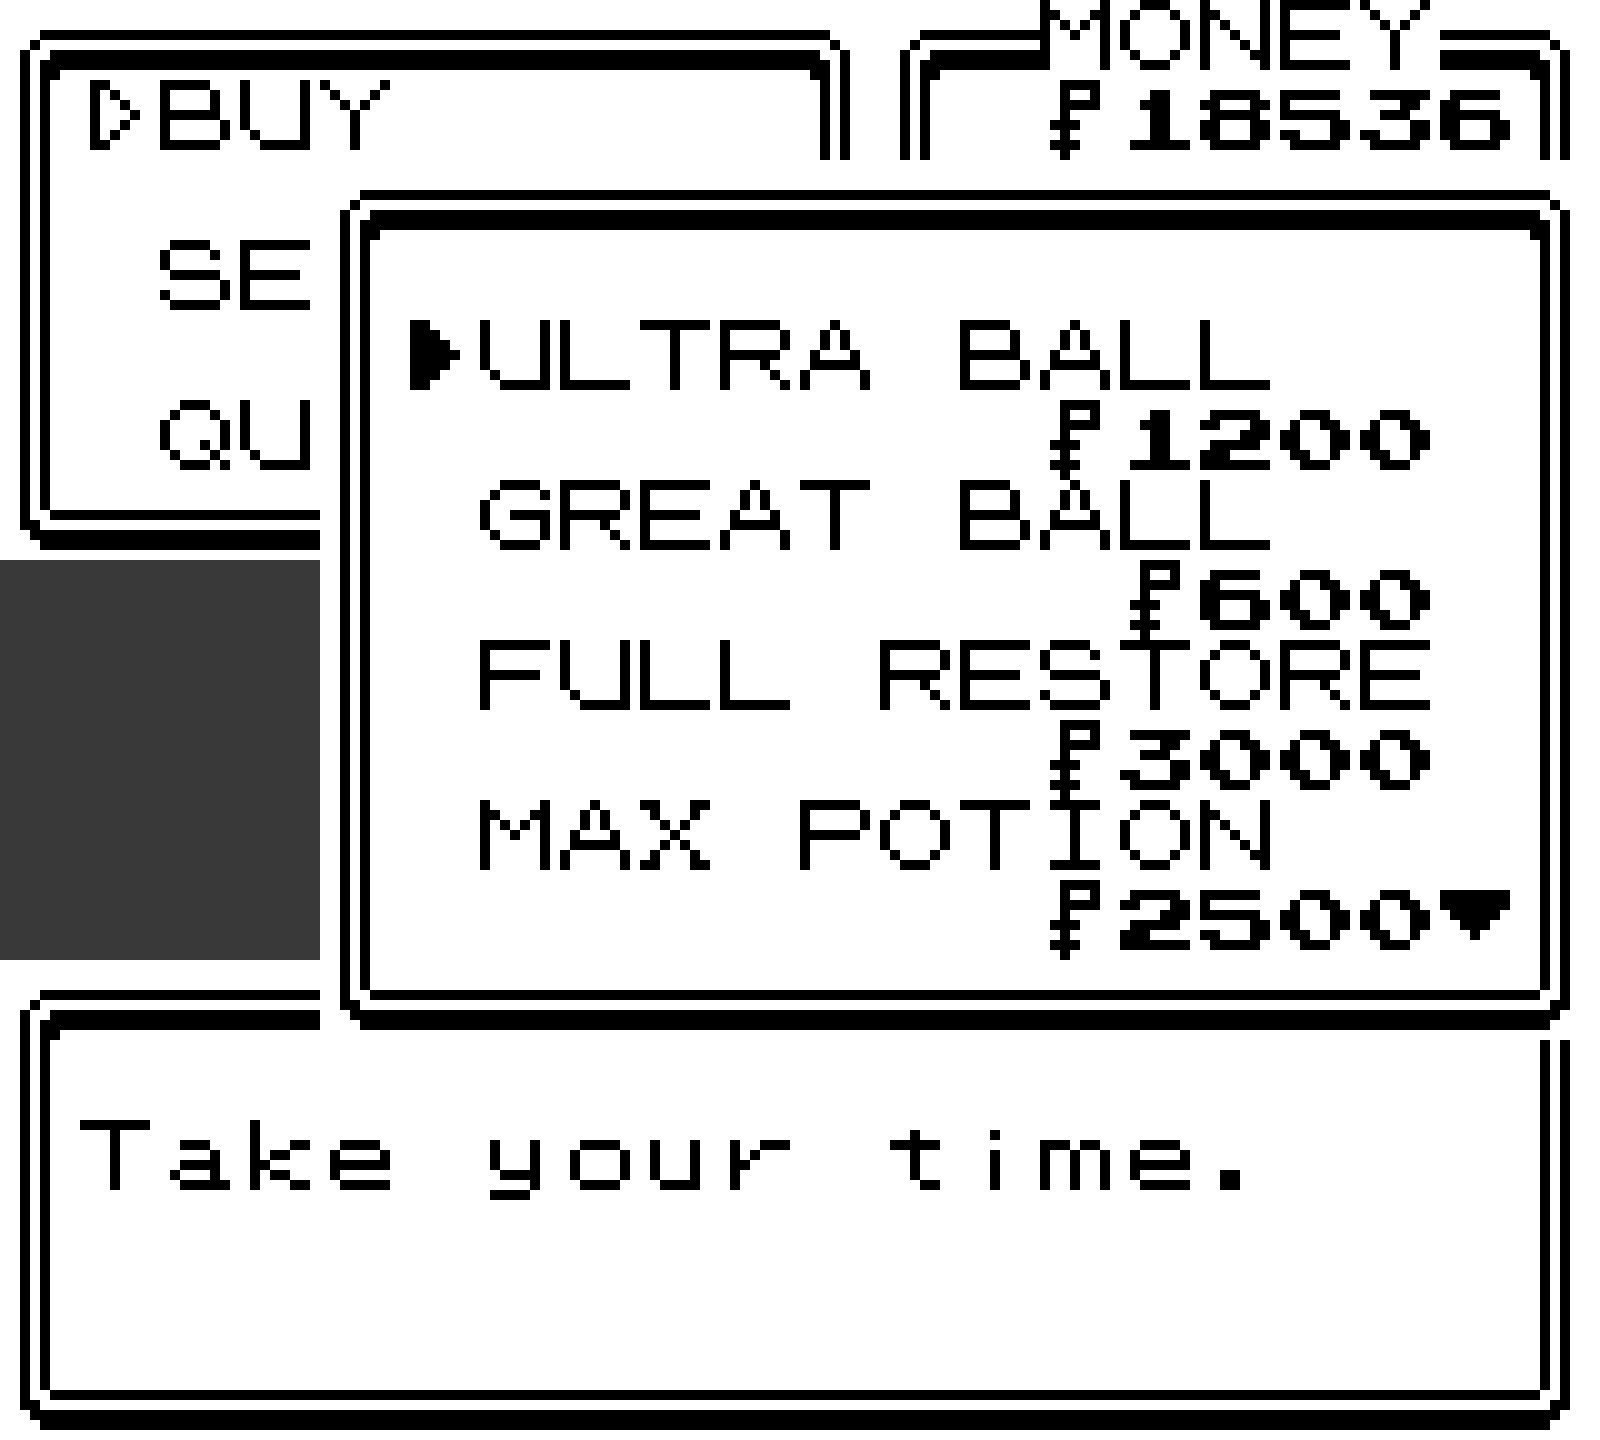 MONEY
▷BUY
₽18536
SE
QU
▶ULTRA BALL
₽1200
GREAT BALL
₽600
FULL RESTORE
₽3000
MAX POTION
₽2500▼
Take your time.